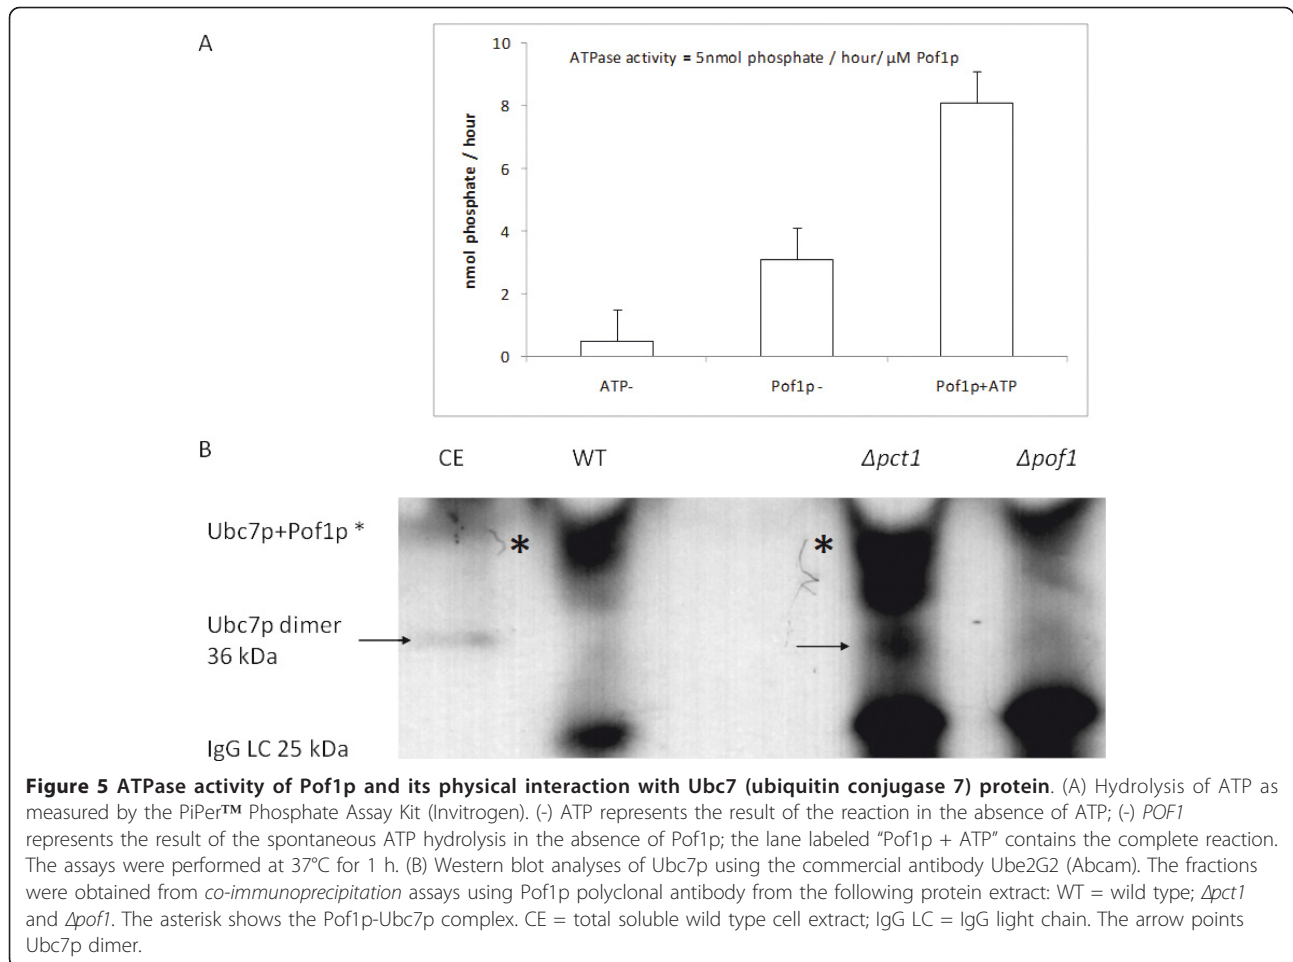 A
10
ATPase activity = 5nmol phosphate / hour/ μM Pof1p
8
6
4
2
0
nmol phosphate / hour
ATP-
Pof1p -
Pof1p+ATP
B
CE
WT
Δpct1
Δpof1
Ubc7p+Pof1p *
*
*
Ubc7p dimer
36 kDa
IgG LC 25 kDa
Figure 5 ATPase activity of Pof1p and its physical interaction with Ubc7 (ubiquitin conjugase 7) protein. (A) Hydrolysis of ATP as
measured by the PiPer™ Phosphate Assay Kit (Invitrogen). (-) ATP represents the result of the reaction in the absence of ATP; (-) POF1
represents the result of the spontaneous ATP hydrolysis in the absence of Pof1p; the lane labeled "Pof1p + ATP" contains the complete reaction.
The assays were performed at 37°C for 1 h. (B) Western blot analyses of Ubc7p using the commercial antibody Ube2G2 (Abcam). The fractions
were obtained from co-immunoprecipitation assays using Pof1p polyclonal antibody from the following protein extract: WT = wild type; Δpct1
and Δpof1. The asterisk shows the Pof1p-Ubc7p complex. CE = total soluble wild type cell extract; IgG LC = IgG light chain. The arrow points
Ubc7p dimer.